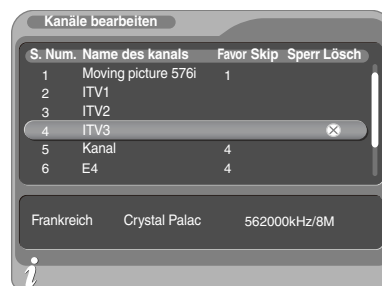 Kanäle bearbeiten
S. Num. Name des kanals Favor Skip Sperr Lösch
1 Moving picture 576i 1
2 ITV1
3 ITV2
4 ITV3
5 Kanal 4
6 E4 4
Frankreich Crystal Palac 562000kHz/8M
i